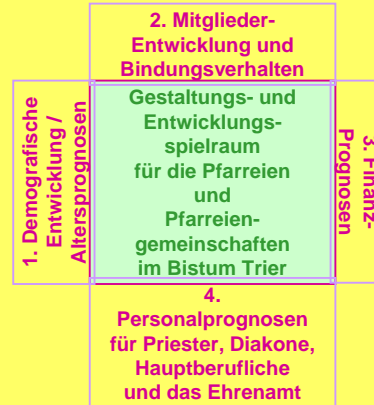 2. Mitglieder-
Entwicklung und
Bindungsverhalten
1. Demografische
Entwicklung /
Altersprognosen
Gestaltungs- und
Entwicklungs-
spielraum
für die Pfarreien
und
Pfarreien-
gemeinschaften
im Bistum Trier
3. Finanz-
Prognosen
4.
Personalprognosen
für Priester, Diakone,
Hauptberufliche
und das Ehrenamt